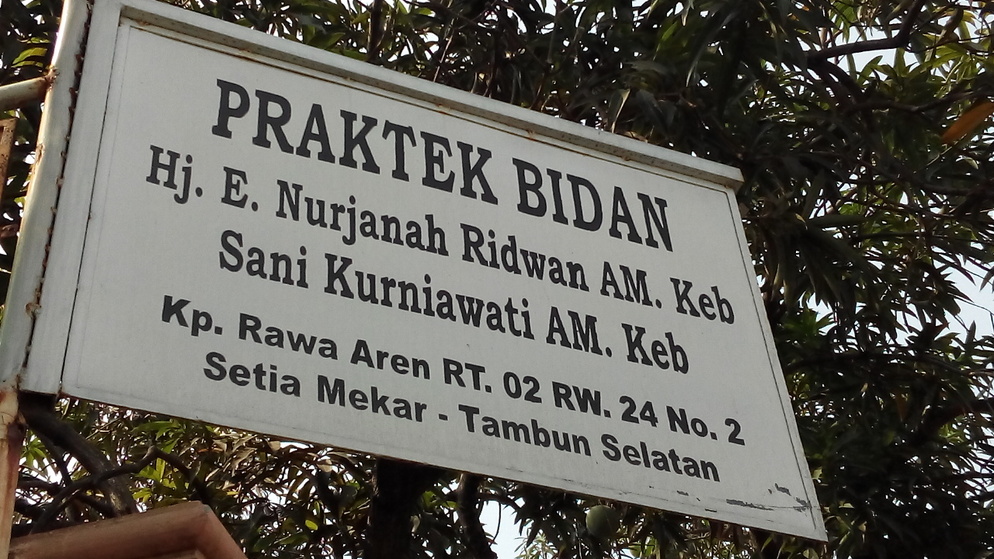 PRAKTEK BIDAN
Hj. E. Nurjanah Ridwan AM. Keb
Sani Kurniawati AM. Keb
Kp. Rawa Aren RT. 02 RW. 24 No. 2
Setia Mekar - Tambun Selatan